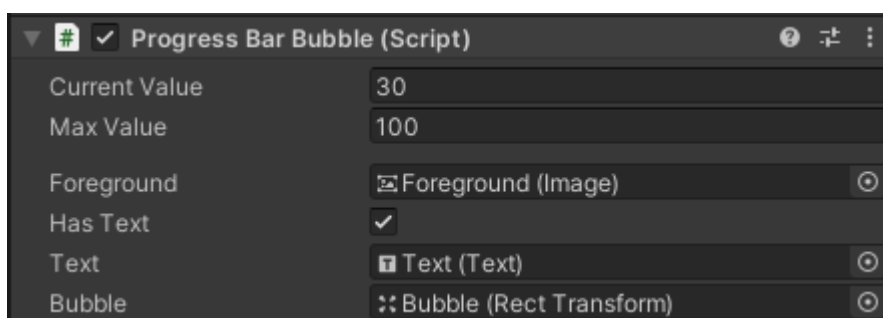 Progress Bar Bubble (Script)
Current Value 30
Max Value 100
Foreground Foreground (Image)
Has Text
Text Text (Text)
Bubble Bubble (Rect Transform)